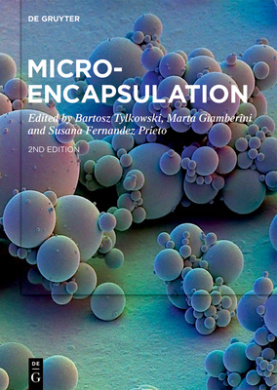 DE GRUYTER
MICRO-
ENCAPSULATION
Edited by Bartosz Tylkowski, Marta Giamberini
and Susana Fernandez Prieto
2ND EDITION
DE
G